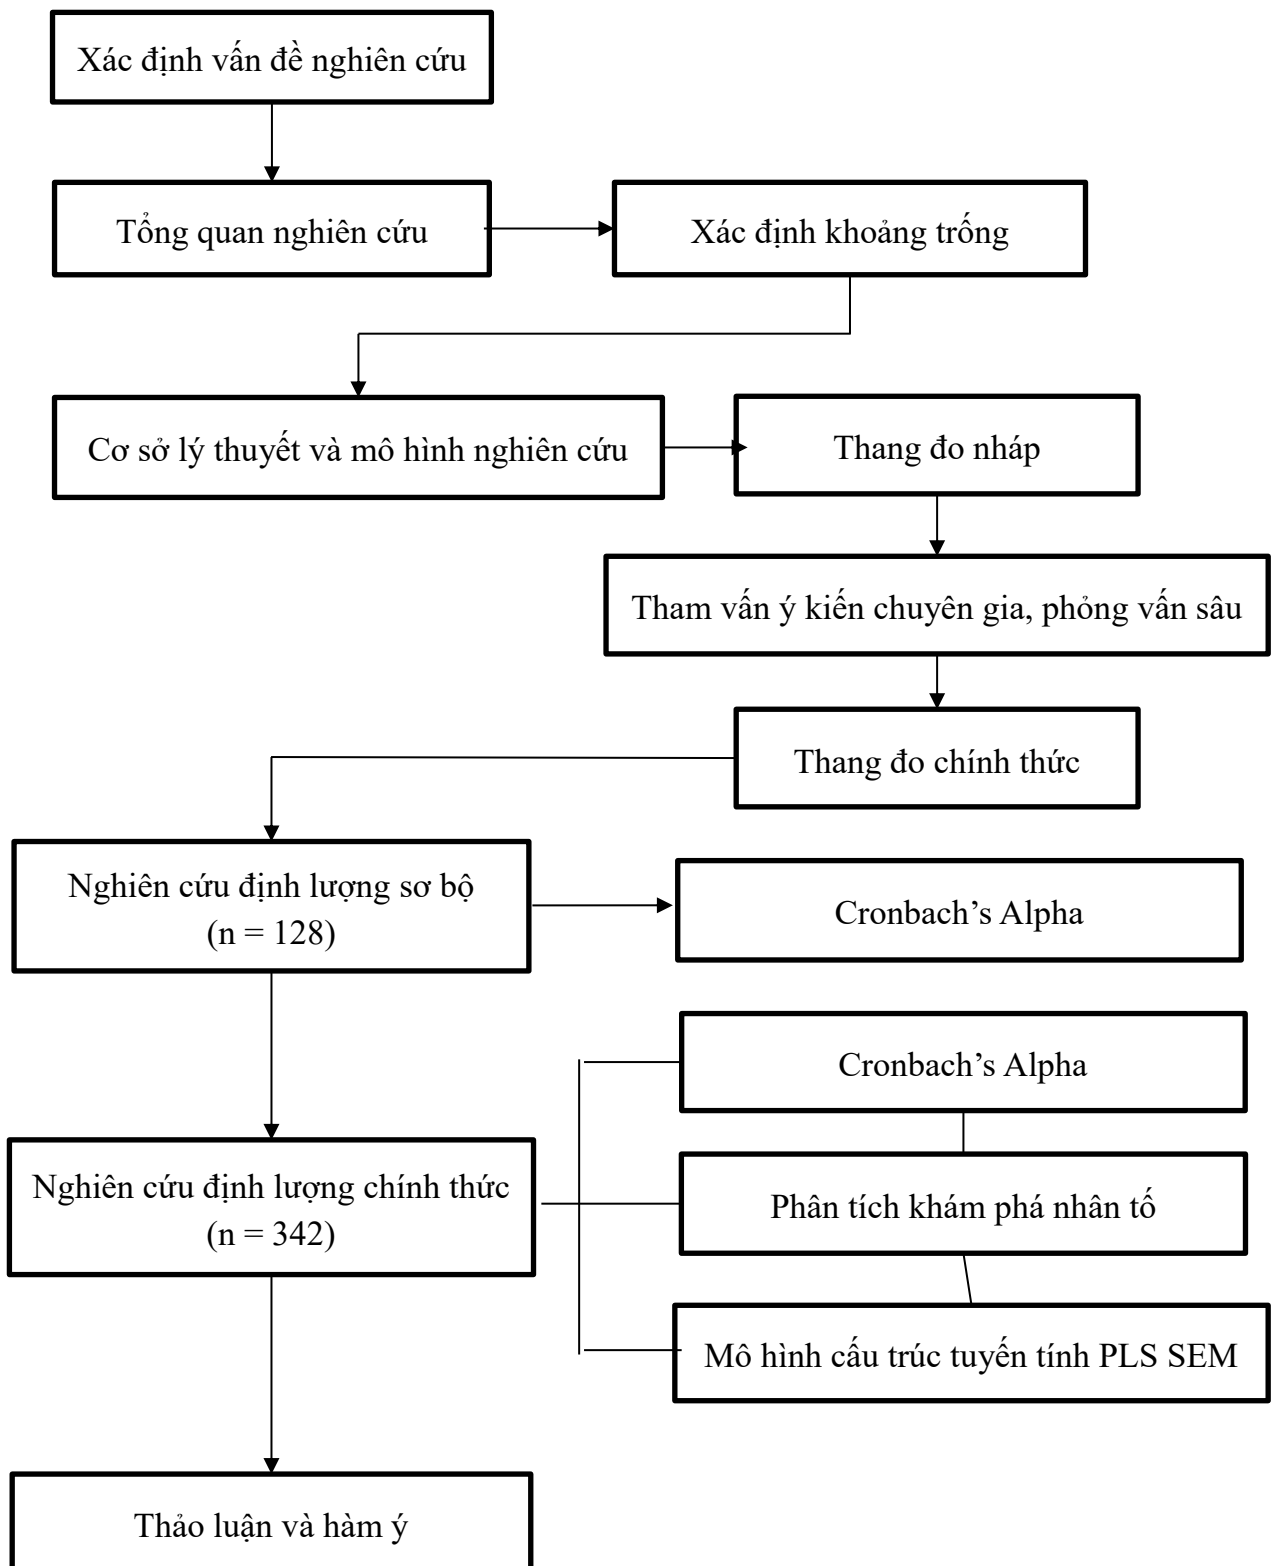 Xác định vấn đề nghiên cứu
Tổng quan nghiên cứu
Xác định khoảng trống
Cơ sở lý thuyết và mô hình nghiên cứu
Thang đo nháp
Tham vấn ý kiến chuyên gia, phỏng vấn sâu
Thang đo chính thức
Nghiên cứu định lượng sơ bộ
(n = 128)
Cronbach’s Alpha
Cronbach’s Alpha
Nghiên cứu định lượng chính thức
(n = 342)
Phân tích khám phá nhân tố
Mô hình cấu trúc tuyến tính PLS SEM
Thảo luận và hàm ý